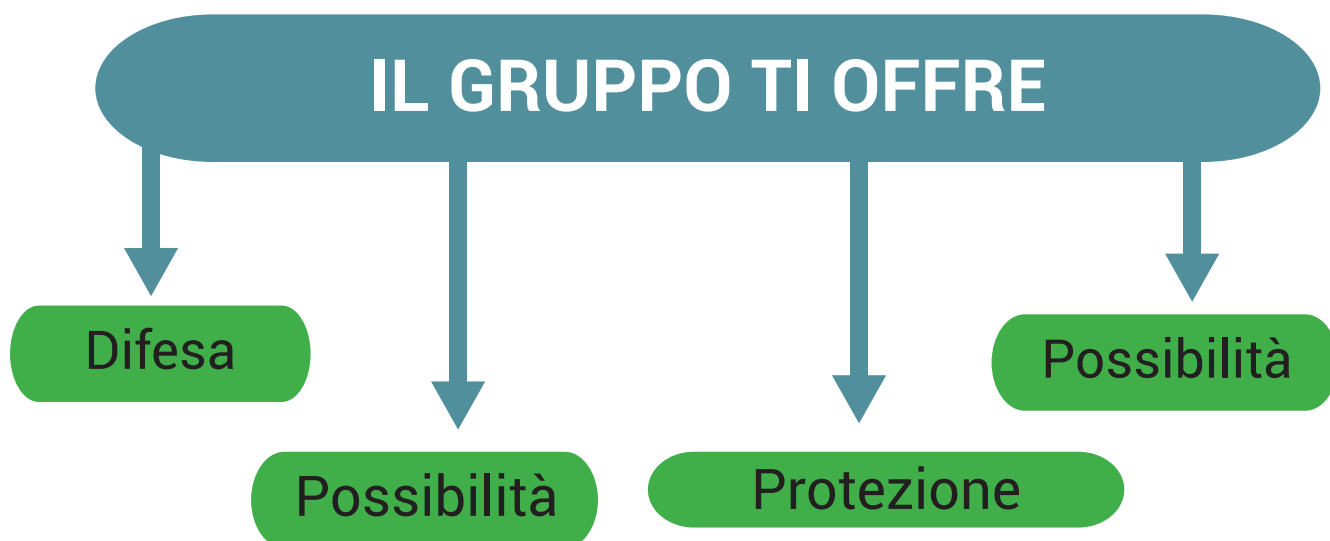 IL GRUPPO TI OFFRE
Difesa
Possibilità
Protezione
Possibilità